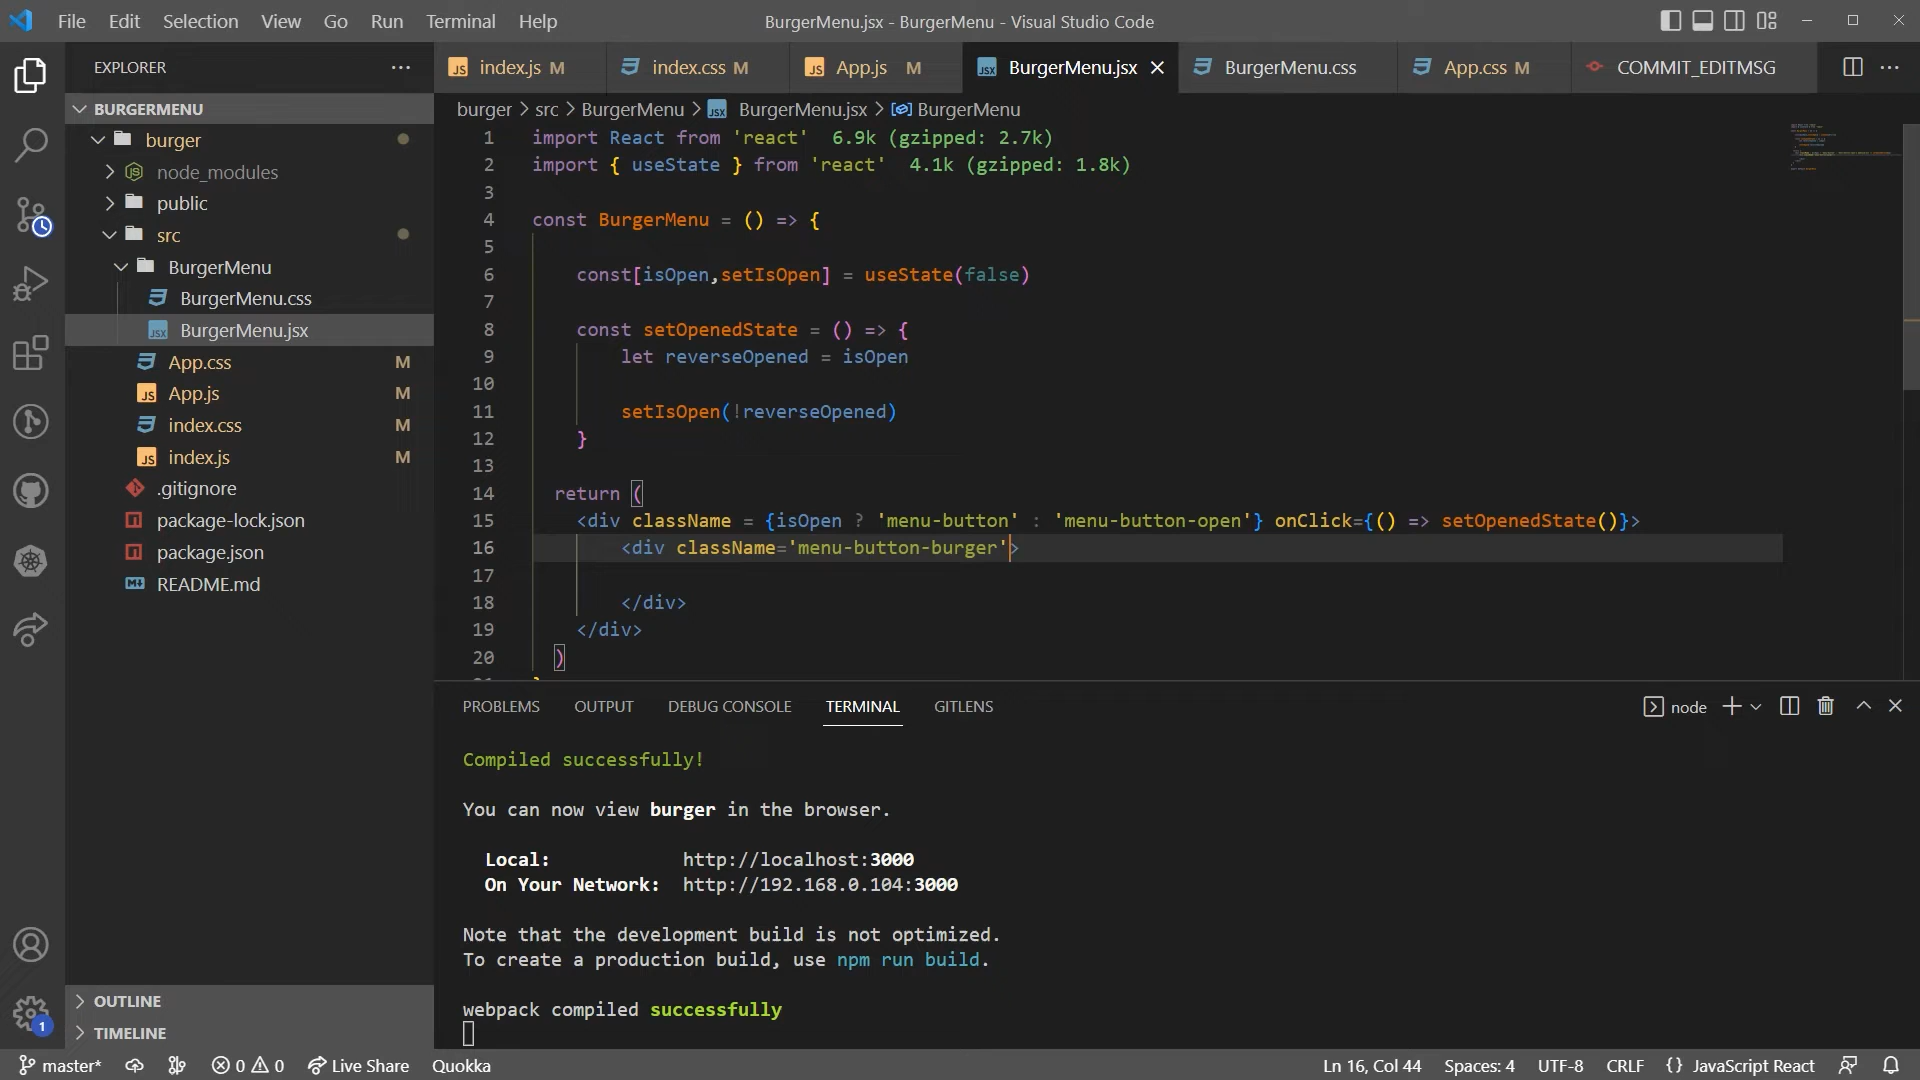 File Edit Selection View Go Run Terminal Help
BurgerMenu.jsx - BurgerMenu - Visual Studio Code
EXPLORER
BURGERMENU
burger
node_modules
public
src
BurgerMenu
BurgerMenu.css
BurgerMenu.jsx
App.css M
App.js M
index.css M
index.js M
.gitignore
package-lock.json
package.json
README.md
OUTLINE
TIMELINE
index.js M index.css M App.js M BurgerMenu.jsx BurgerMenu.css App.css M COMMIT_EDITMSG
burger > src > BurgerMenu > BurgerMenu.jsx > BurgerMenu
1 import React from 'react' 6.9k (gzipped: 2.7k)
2 import { useState } from 'react' 4.1k (gzipped: 1.8k)
3
4 const BurgerMenu = () => {
5
6 const[isOpen,setIsOpen] = useState(false)
7
8 const setOpenedState = () => {
9 let reverseOpened = isOpen
10
11 setIsOpen(!reverseOpened)
12 }
13
14 return (
15 <div className = {isOpen ? 'menu-button' : 'menu-button-open'} onClick={() => setOpenedState()}>
16 <div className='menu-button-burger'>
17
18 </div>
19 </div>
20 )
PROBLEMS OUTPUT DEBUG CONSOLE TERMINAL GITLENS
node
Compiled successfully!
You can now view burger in the browser.
Local: http://localhost:3000
On Your Network: http://192.168.0.104:3000
Note that the development build is not optimized.
To create a production build, use npm run build.
webpack compiled successfully
1
master* 0 0 Live Share Quokka
Ln 16, Col 44 Spaces: 4 UTF-8 CRLF {} JavaScript React